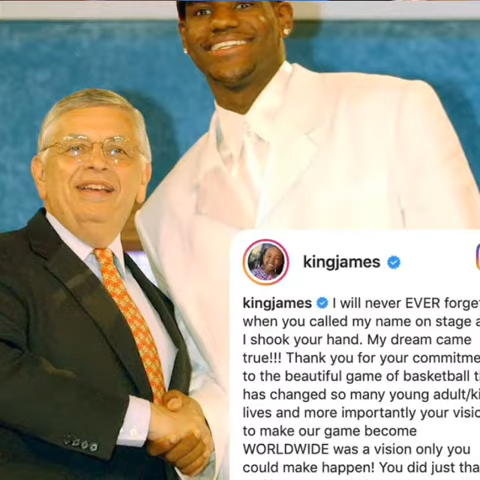 kingjames
kingjames I will never EVER forget
when you called my name on stage a
I shook your hand. My dream came
true!!! Thank you for your commitme
to the beautiful game of basketball t
has changed so many young adult/ki
lives and more importantly your visio
to make our game become
WORLDWIDE was a vision only you
could make happen! You did just tha